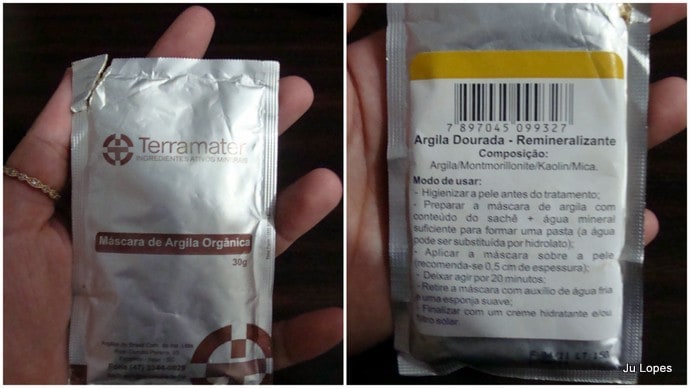 Terramater
INGREDIENTES ATIVOS MINERAIS
Máscara de Argila Orgânica
30g
7 897045 099327
Argila Dourada - Remineralizante
Composição:
Argila/Montmorillonite/Kaolin/Mica.
Modo de usar:
- Higienizar a pele antes do tratamento;
- Preparar a máscara de argila com
conteúdo do sachê + água mineral
suficiente para formar uma pasta (a água
pode ser substituída por hidrolato);
- Aplicar a máscara sobre a pele
(recomenda-se 0,5 cm de espessura);
- Deixar agir por 20 minutos;
- Retire a máscara com auxílio de água fria
e uma esponja suave;
- Finalizar com um creme hidratante e/ou
filtro solar.
Ju Lopes